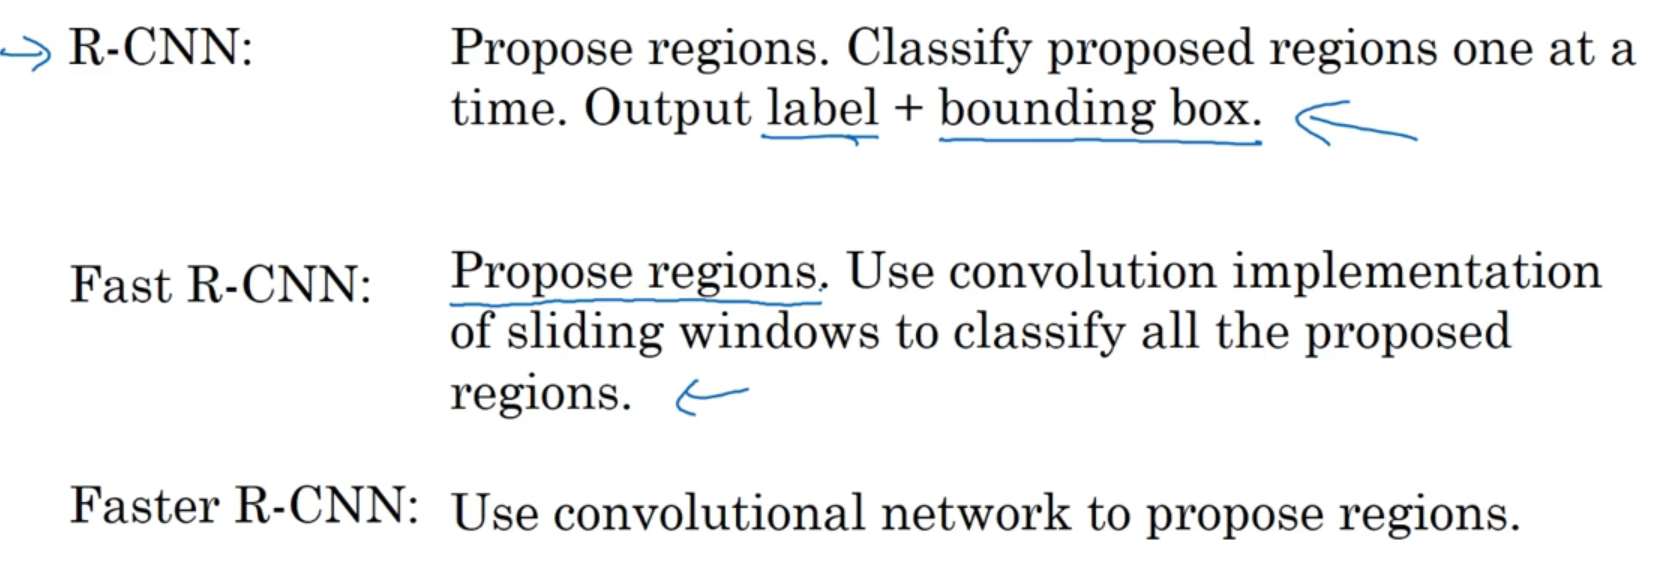 R-CNN: Propose regions. Classify proposed regions one at a
time. Output label + bounding box.
Fast R-CNN: Propose regions. Use convolution implementation
of sliding windows to classify all the proposed
regions.
Faster R-CNN: Use convolutional network to propose regions.